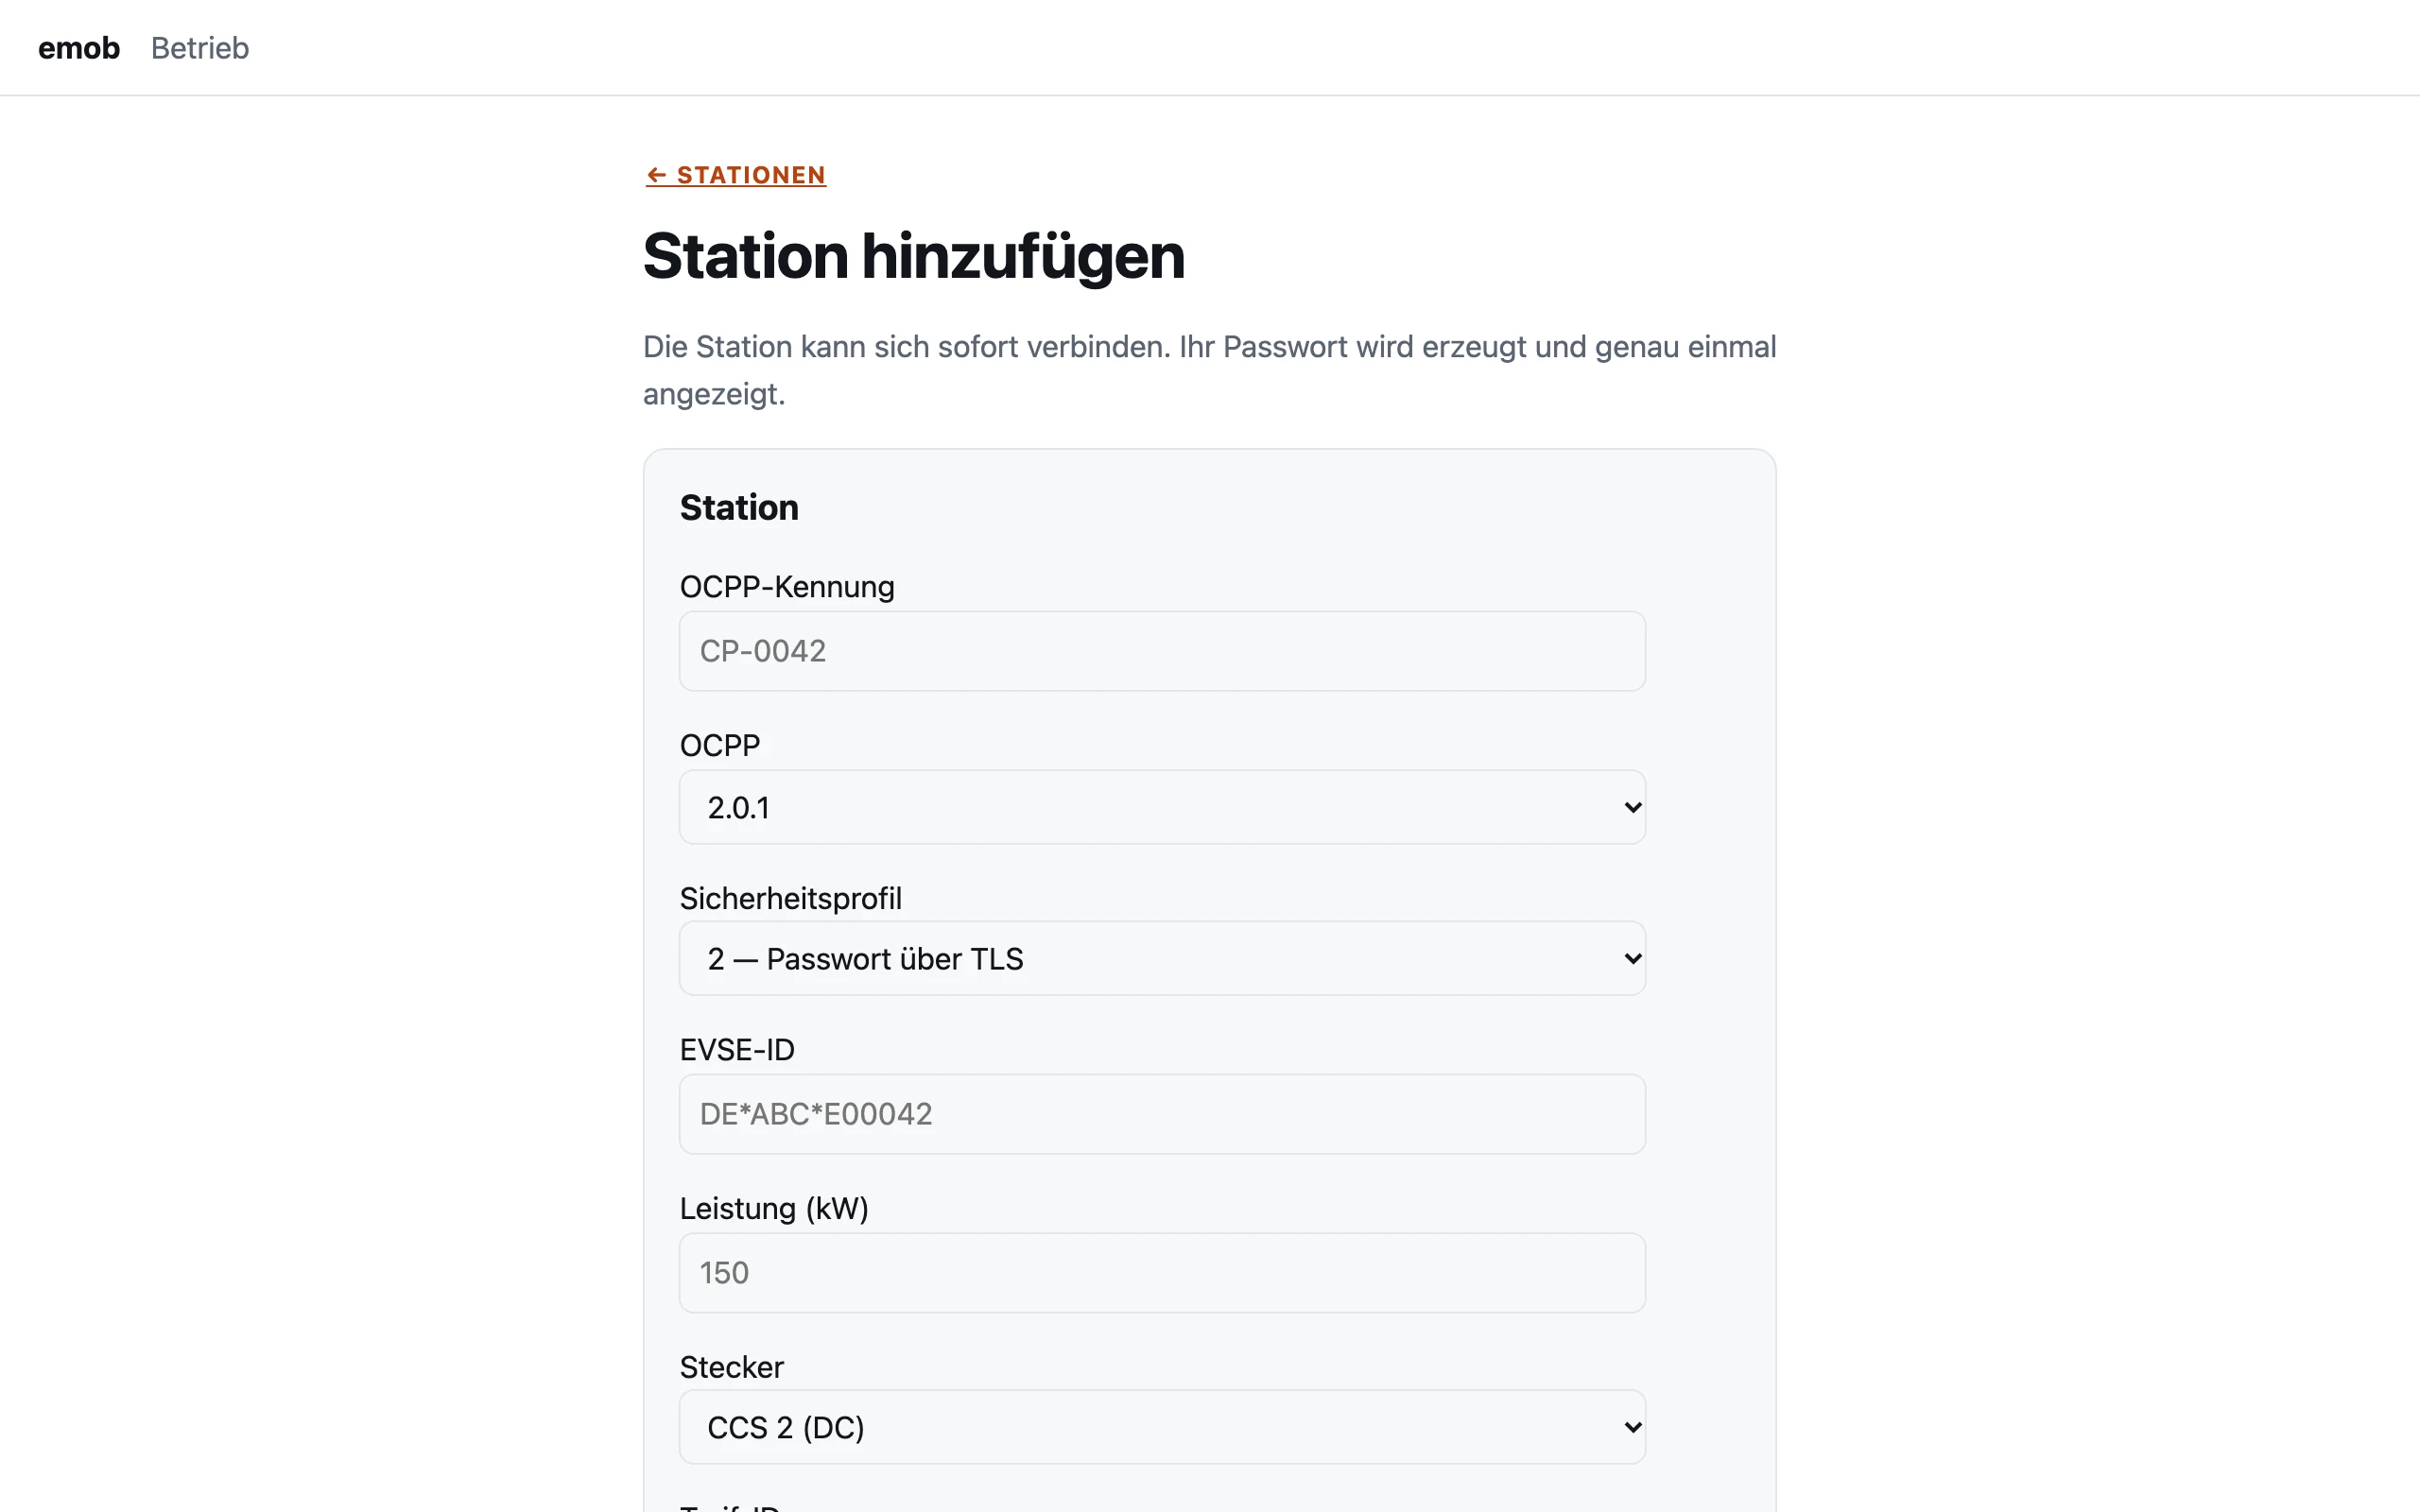 emob Betrieb
← STATIONEN
Station hinzufügen
Die Station kann sich sofort verbinden. Ihr Passwort wird erzeugt und genau einmal
angezeigt.
Station
OCPP-Kennung
CP-0042
OCPP
2.0.1
Sicherheitsprofil
2 — Passwort über TLS
EVSE-ID
DE*ABC*E00042
Leistung (kW)
150
Stecker
CCS 2 (DC)